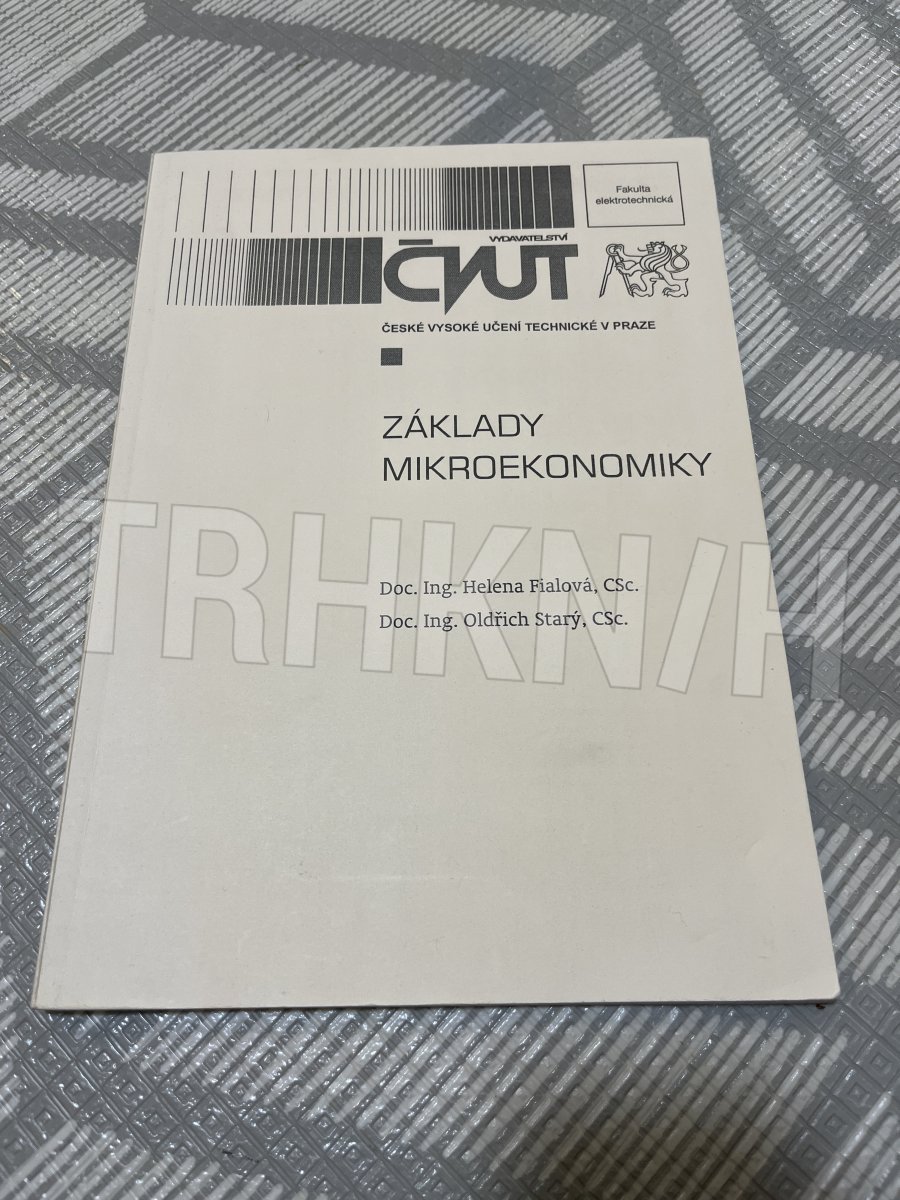 Fakulta
elektrotechnická
VYDAVATELSTVÍ
ČVUT
ČESKÉ VYSOKÉ UČENÍ TECHNICKÉ V PRAZE
ZÁKLADY
MIKROEKONOMIKY
TRHKN/H
Doc. Ing. Helena Fialová, CSc.
Doc. Ing. Oldřich Starý, CSc.